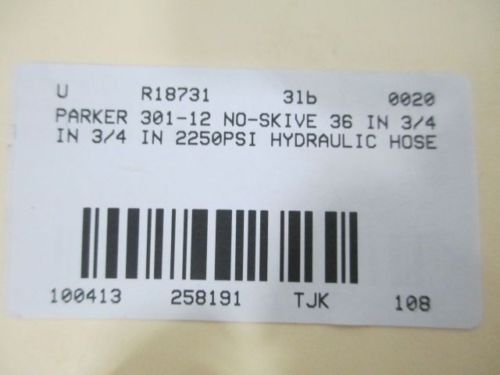 U R18731 3lb 0020
PARKER 301-12 NO-SKIVE 36 IN 3/4
IN 3/4 IN 2250PSI HYDRAULIC HOSE
100413 258191 TJK 108